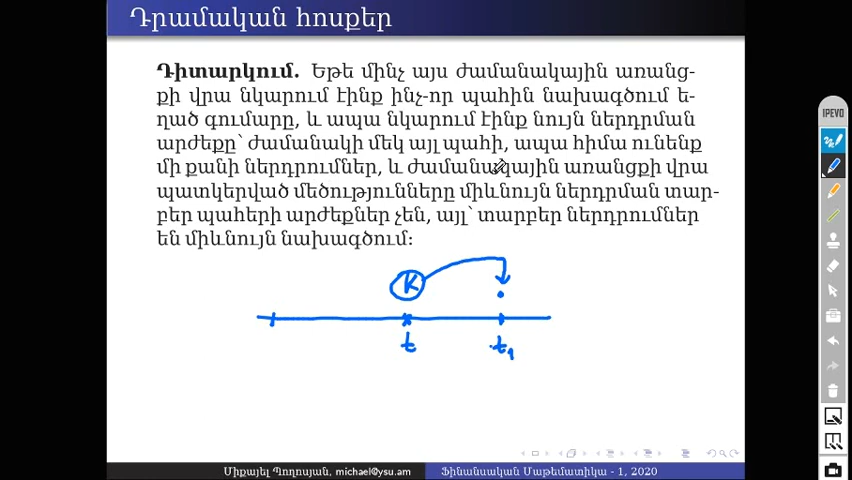 Դրամական հոսքեր
Դիտարկում. Եթե մինչ այս ժամանակային առանց-
քի վրա նկարում էինք ինչ-որ պահին նախագծում ե-
ղած գումարը, և ապա նկարում էինք նույն ներդրման
արժեքը՝ ժամանակի մեկ այլ պահի, ապա հիմա ունենք
մի քանի ներդրումներ, և ժամանակային առանցքի վրա
պատկերված մեծությունները միևնույն ներդրման տար-
բեր պահերի արժեքներ չեն, այլ՝ տարբեր ներդրումներ
են միևնույն նախագծում:
K
t t₁
Միքայել Պողոսյան, michael@ysu.am Ֆինանսական Մաթեմատիկա - 1, 2020
IPEVO